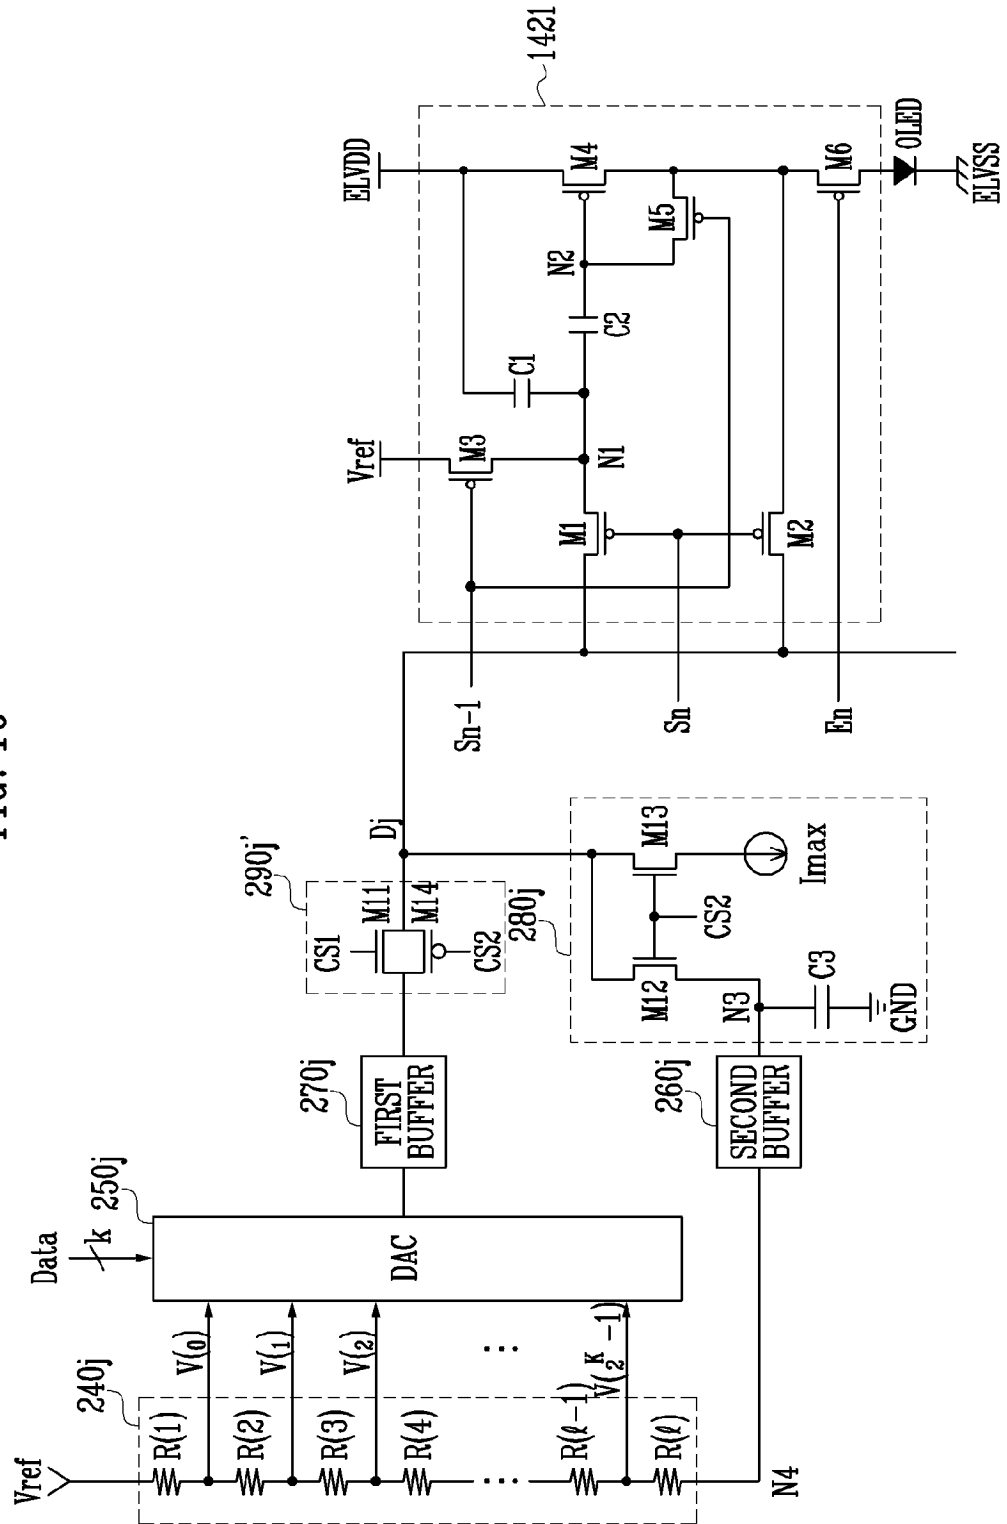 ELVDD
1421
Vref
M3
C1
N2
M4
M5
C2
N1
M1
M2
M6
OLED
ELVSS
Sn-1
Sn
En
Dj
290j'
CS1
M11
M14
CS2
280j
M13
M12
CS2
Imax
N3
C3
GND
270j
FIRST
BUFFER
260j
SECOND
BUFFER
Data
k
250j
DAC
V(0)
V(1)
V(2)
...
V(2^K-1)
240j
Vref
R(1)
R(2)
R(3)
R(4)
...
R(ℓ-1)
R(ℓ)
N4